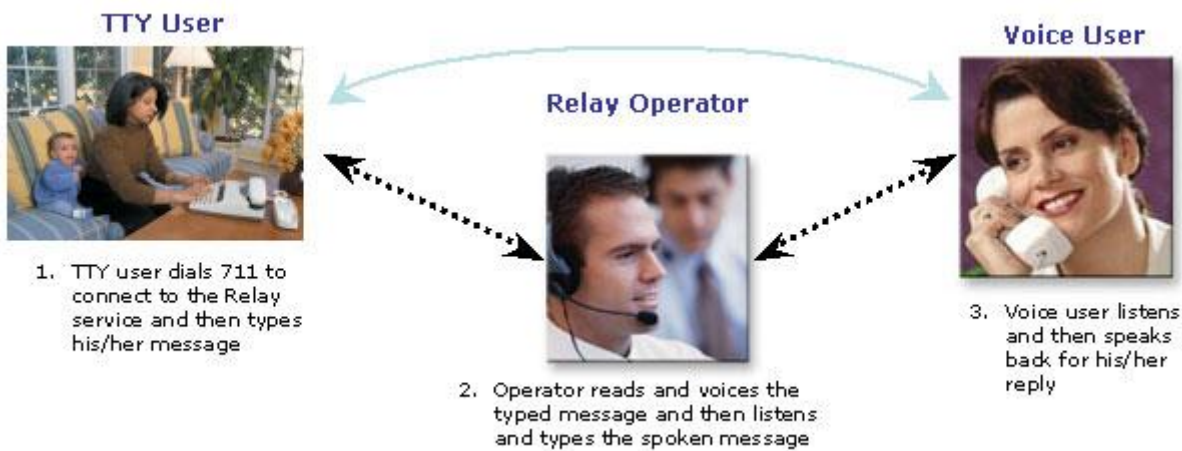 TTY User
Voice User
Relay Operator
1. TTY user dials 711 to
connect to the Relay
service and then types
his/her message
2. Operator reads and voices the
typed message and then listens
and types the spoken message
3. Voice user listens
and then speaks
back for his/her
reply